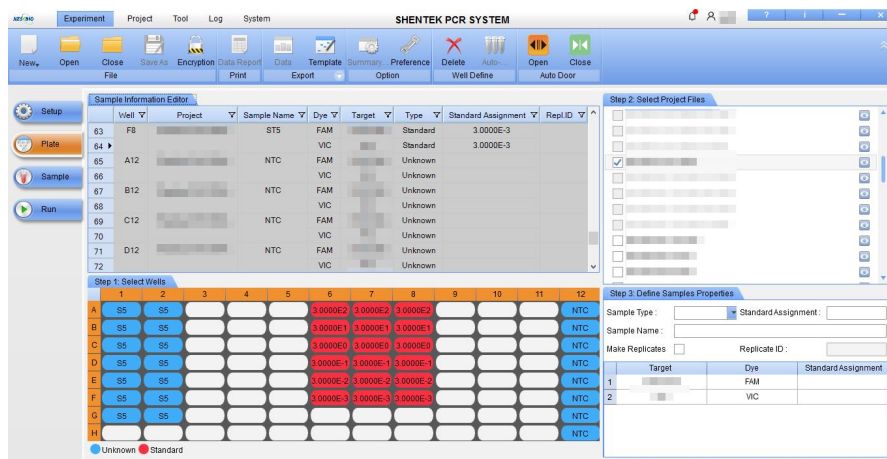 Experiment Project Tool Log System SHENTEK PCR SYSTEM ? i
New Open Close Save As Encryption Data Report Data Template Summary... Preference Delete Auto-... Open Close
File Print Export Option Well Define Auto Door
Setup
Plate
Sample
Run
Sample Information Editor
Well Project Sample Name Dye Target Type Standard Assignment Repl.ID
63 F8 ST5 FAM Standard 3.0000E-3
64 VIC Standard 3.0000E-3
65 A12 NTC FAM Unknown
66 VIC Unknown
67 B12 NTC FAM Unknown
68 VIC Unknown
69 C12 NTC FAM Unknown
70 VIC Unknown
71 D12 NTC FAM Unknown
72 VIC Unknown
Step 1: Select Wells
1 2 3 4 5 6 7 8 9 10 11 12
A S5 S5 3.0000E2 3.0000E2 3.0000E2 NTC
B S5 S5 3.0000E1 3.0000E1 3.0000E1 NTC
C S5 S5 3.0000E0 3.0000E0 3.0000E0 NTC
D S5 S5 3.0000E-1 3.0000E-1 3.0000E-1 NTC
E S5 S5 3.0000E-2 3.0000E-2 3.0000E-2 NTC
F S5 S5 3.0000E-3 3.0000E-3 3.0000E-3 NTC
G S5 S5 NTC
H NTC
Unknown Standard
Step 2: Select Project Files
Step 3: Define Samples Properties
Sample Type : Standard Assignment :
Sample Name :
Make Replicates Replicate ID :
Target Dye Standard Assignment
1 FAM
2 VIC